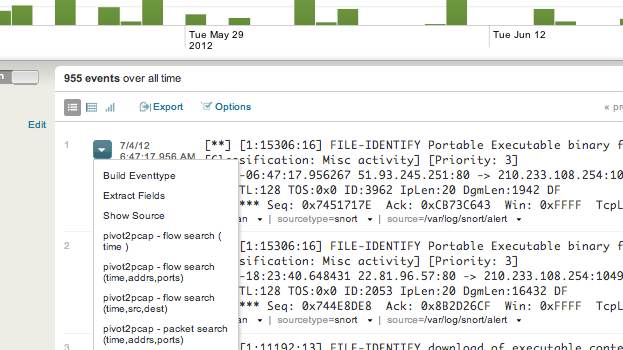 Tue May 29
2012
Tue Jun 12
955 events over all time
Export
Options
« pr
Edit
1
7/4/12
6:47:17.956 AM
[**] [1:15306:16] FILE-IDENTIFY Portable Executable binary f
[Classification: Misc activity] [Priority: 3]
-06:47:17.956267 51.93.245.251:80 -> 210.233.108.254:10
TL:128 TOS:0x0 ID:3962 IpLen:20 DgmLen:1942 DF
*** Seq: 0x7451717E Ack: 0xCB73C643 Win: 0xFFFF TcpL
an | sourcetype=snort | source=/var/log/snort/alert
Build Eventtype
Extract Fields
Show Source
pivot2pcap - flow search (
time )
pivot2pcap - flow search
(time,addrs,ports)
pivot2pcap - flow search
(time,src,dest)
pivot2pcap - packet search
(time,addrs,ports)
2
[1:15306:16] FILE-IDENTIFY Portable Executable binary f
sification: Misc activity] [Priority: 3]
-18:23:40.648431 22.81.96.57:80 -> 210.233.108.254:1049
TL:128 TOS:0x0 ID:2053 IpLen:20 DgmLen:16432 DF
*** Seq: 0x744E8DE8 Ack: 0x8B2D26CF Win: 0xFFFF Tcp
an | sourcetype=snort | source=/var/log/snort/alert
3
[1:11192:13] FILE-IDENTIFY download of executable conte